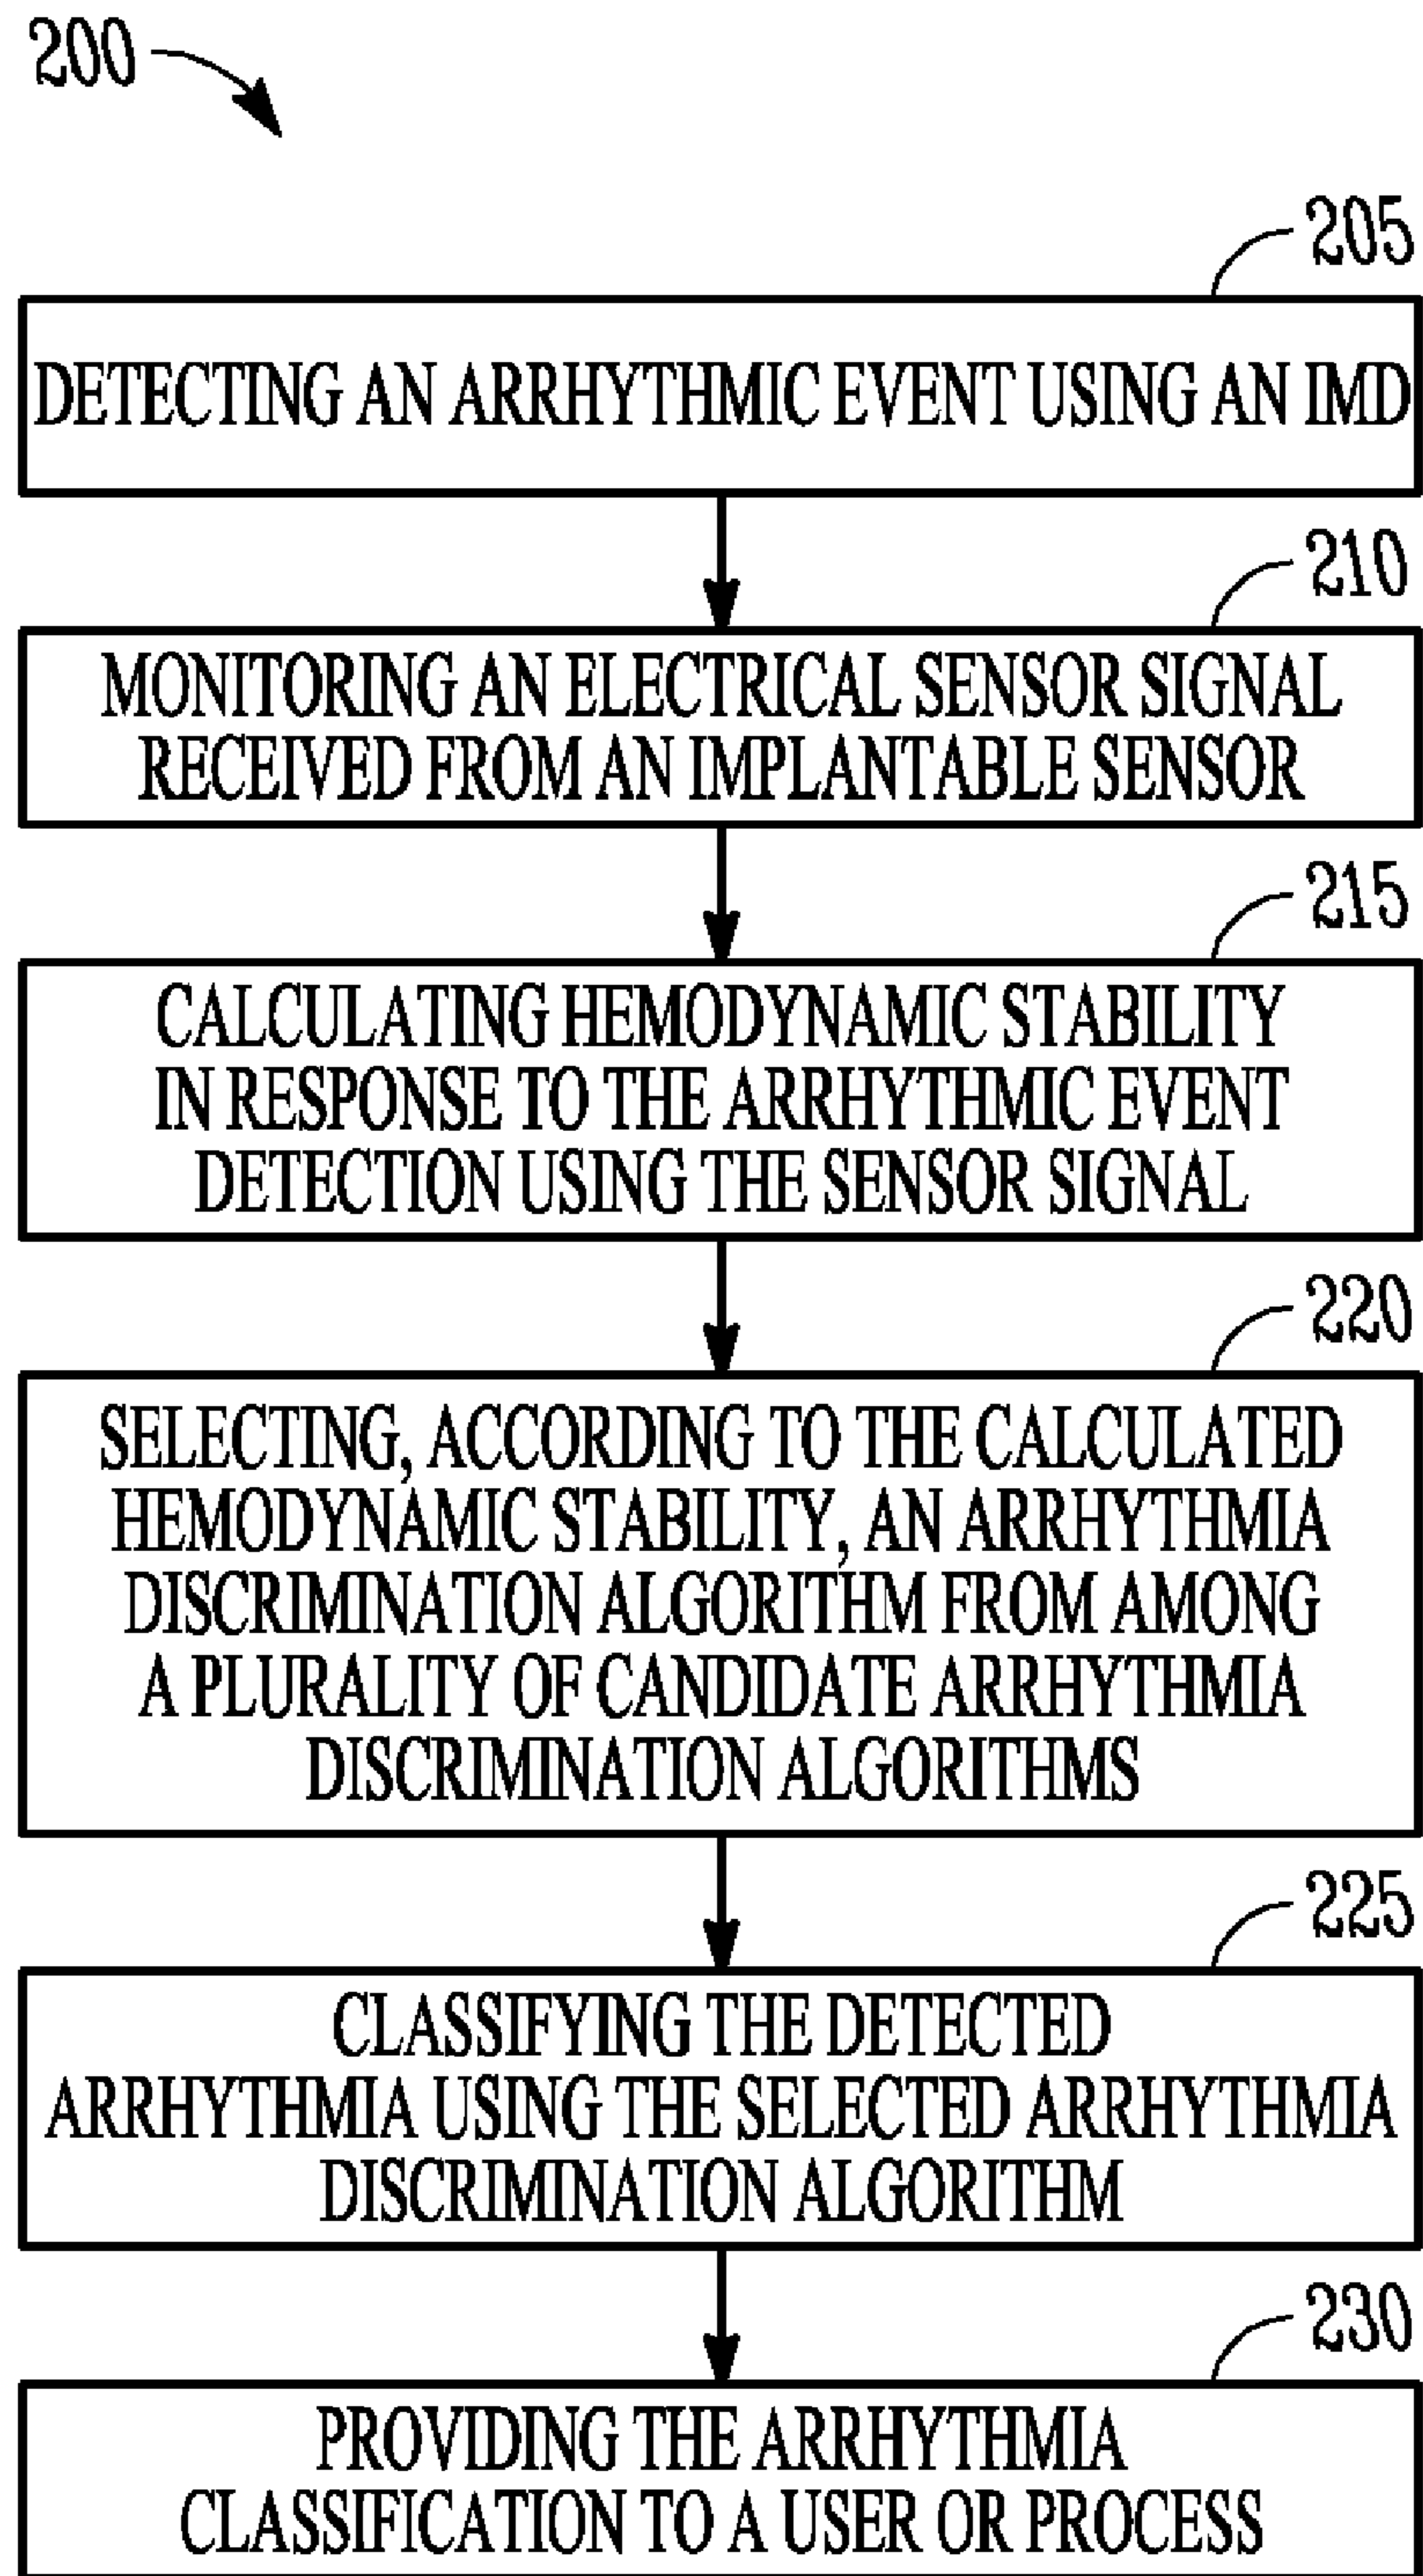 200
205
DETECTING AN ARRHYTHMIC EVENT USING AN IMD
210
MONITORING AN ELECTRICAL SENSOR SIGNAL
RECEIVED FROM AN IMPLANTABLE SENSOR
215
CALCULATING HEMODYNAMIC STABILITY
IN RESPONSE TO THE ARRHYTHMIC EVENT
DETECTION USING THE SENSOR SIGNAL
220
SELECTING, ACCORDING TO THE CALCULATED
HEMODYNAMIC STABILITY, AN ARRHYTHMIA
DISCRIMINATION ALGORITHM FROM AMONG
A PLURALITY OF CANDIDATE ARRHYTHMIA
DISCRIMINATION ALGORITHMS
225
CLASSIFYING THE DETECTED
ARRHYTHMIA USING THE SELECTED ARRHYTHMIA
DISCRIMINATION ALGORITHM
230
PROVIDING THE ARRHYTHMIA
CLASSIFICATION TO A USER OR PROCESS